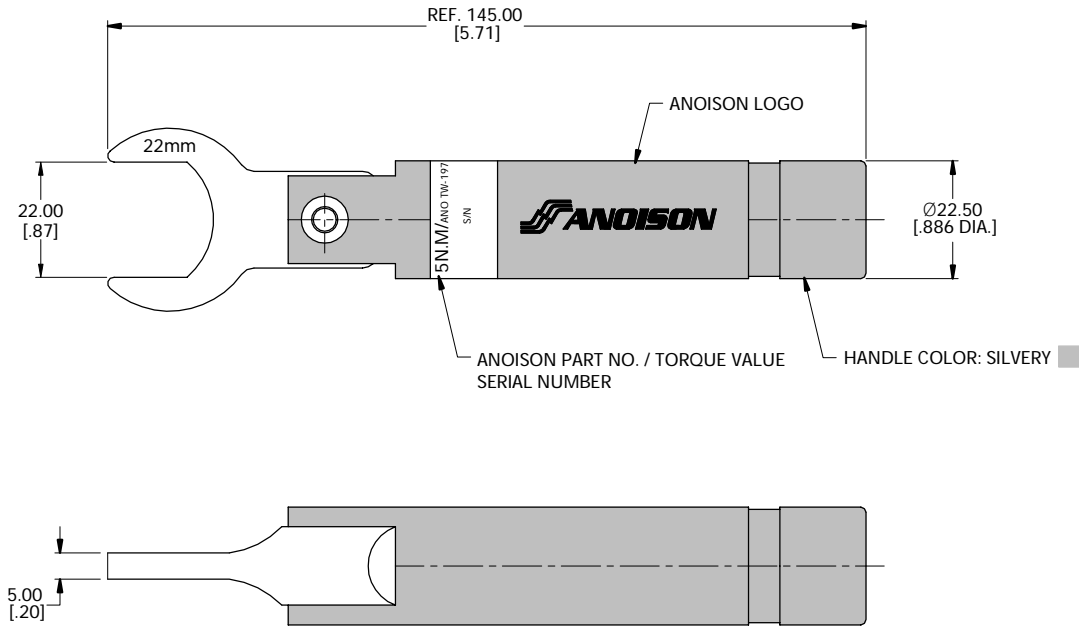 REF. 145.00
[5.71]
ANOISON LOGO
22mm
22.00
[.87]
5N.M/ANO TW-197
S/N
ANOISON
Ø22.50
[.886 DIA.]
ANOISON PART NO. / TORQUE VALUE
SERIAL NUMBER
HANDLE COLOR: SILVERY
5.00
[.20]